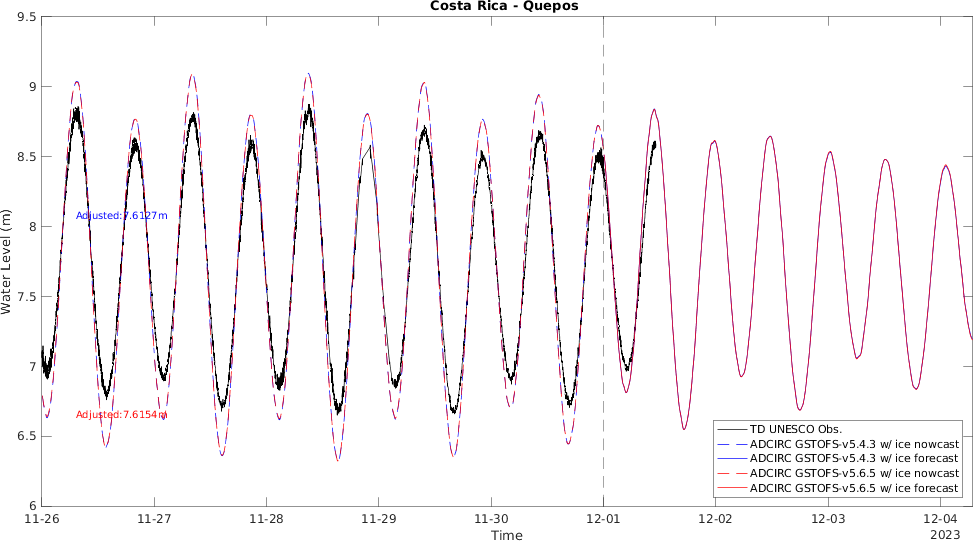 Costa Rica - Quepos
9.5
9
8.5
8
7.5
7
6.5
6
Water Level (m)
Adjusted:7.6127m
Adjusted:7.6154m
TD UNESCO Obs.
ADCIRC GSTOFS-v5.4.3 w/ ice nowcast
ADCIRC GSTOFS-v5.4.3 w/ ice forecast
ADCIRC GSTOFS-v5.6.5 w/ ice nowcast
ADCIRC GSTOFS-v5.6.5 w/ ice forecast
11-26 11-27 11-28 11-29 11-30 12-01 12-02 12-03 12-04
Time
2023